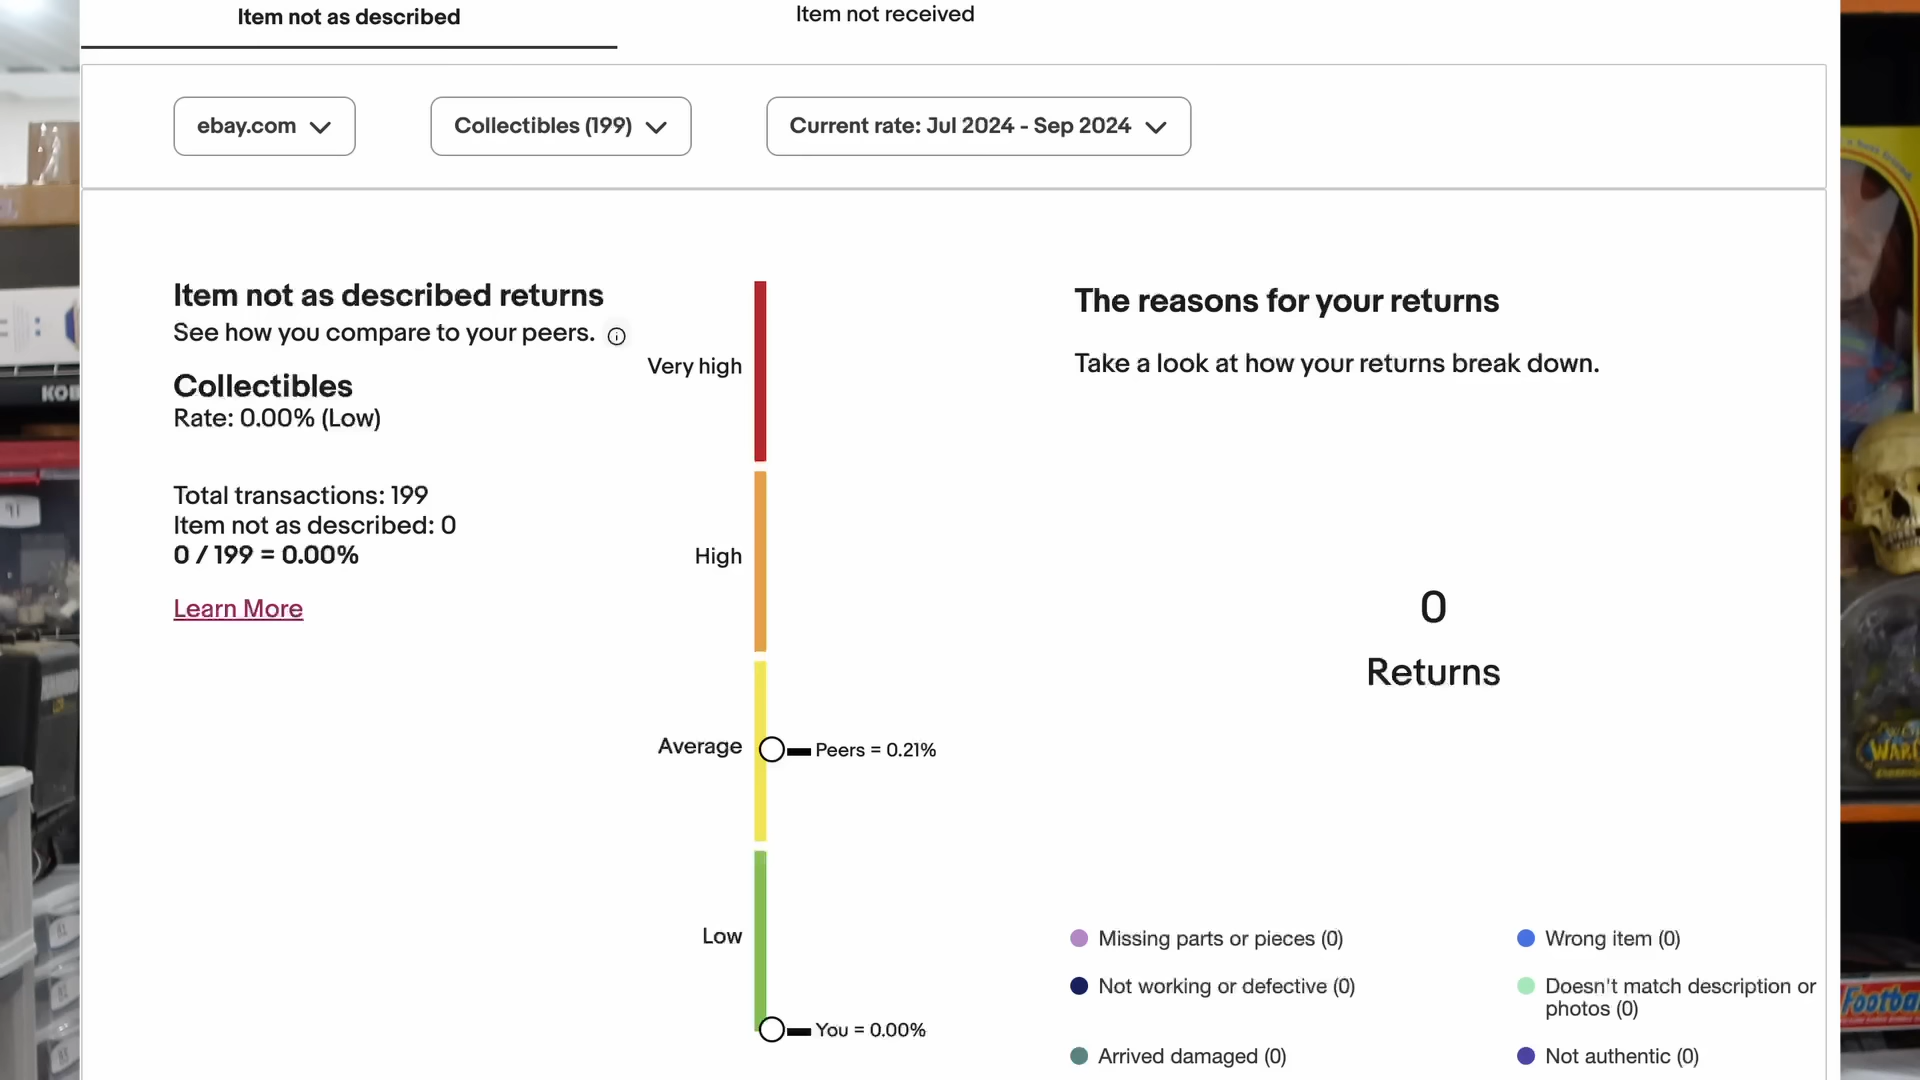 Item not as described
Item not received
ebay.com
Collectibles (199)
Current rate: Jul 2024 - Sep 2024
Item not as described returns
See how you compare to your peers.
Collectibles
Rate: 0.00% (Low)
Total transactions: 199
Item not as described: 0
0 / 199 = 0.00%
Learn More
Very high
High
Average
Low
Peers = 0.21%
You = 0.00%
The reasons for your returns
Take a look at how your returns break down.
0
Returns
Missing parts or pieces (0)
Wrong item (0)
Not working or defective (0)
Doesn't match description or
photos (0)
Arrived damaged (0)
Not authentic (0)
KOB
Footba